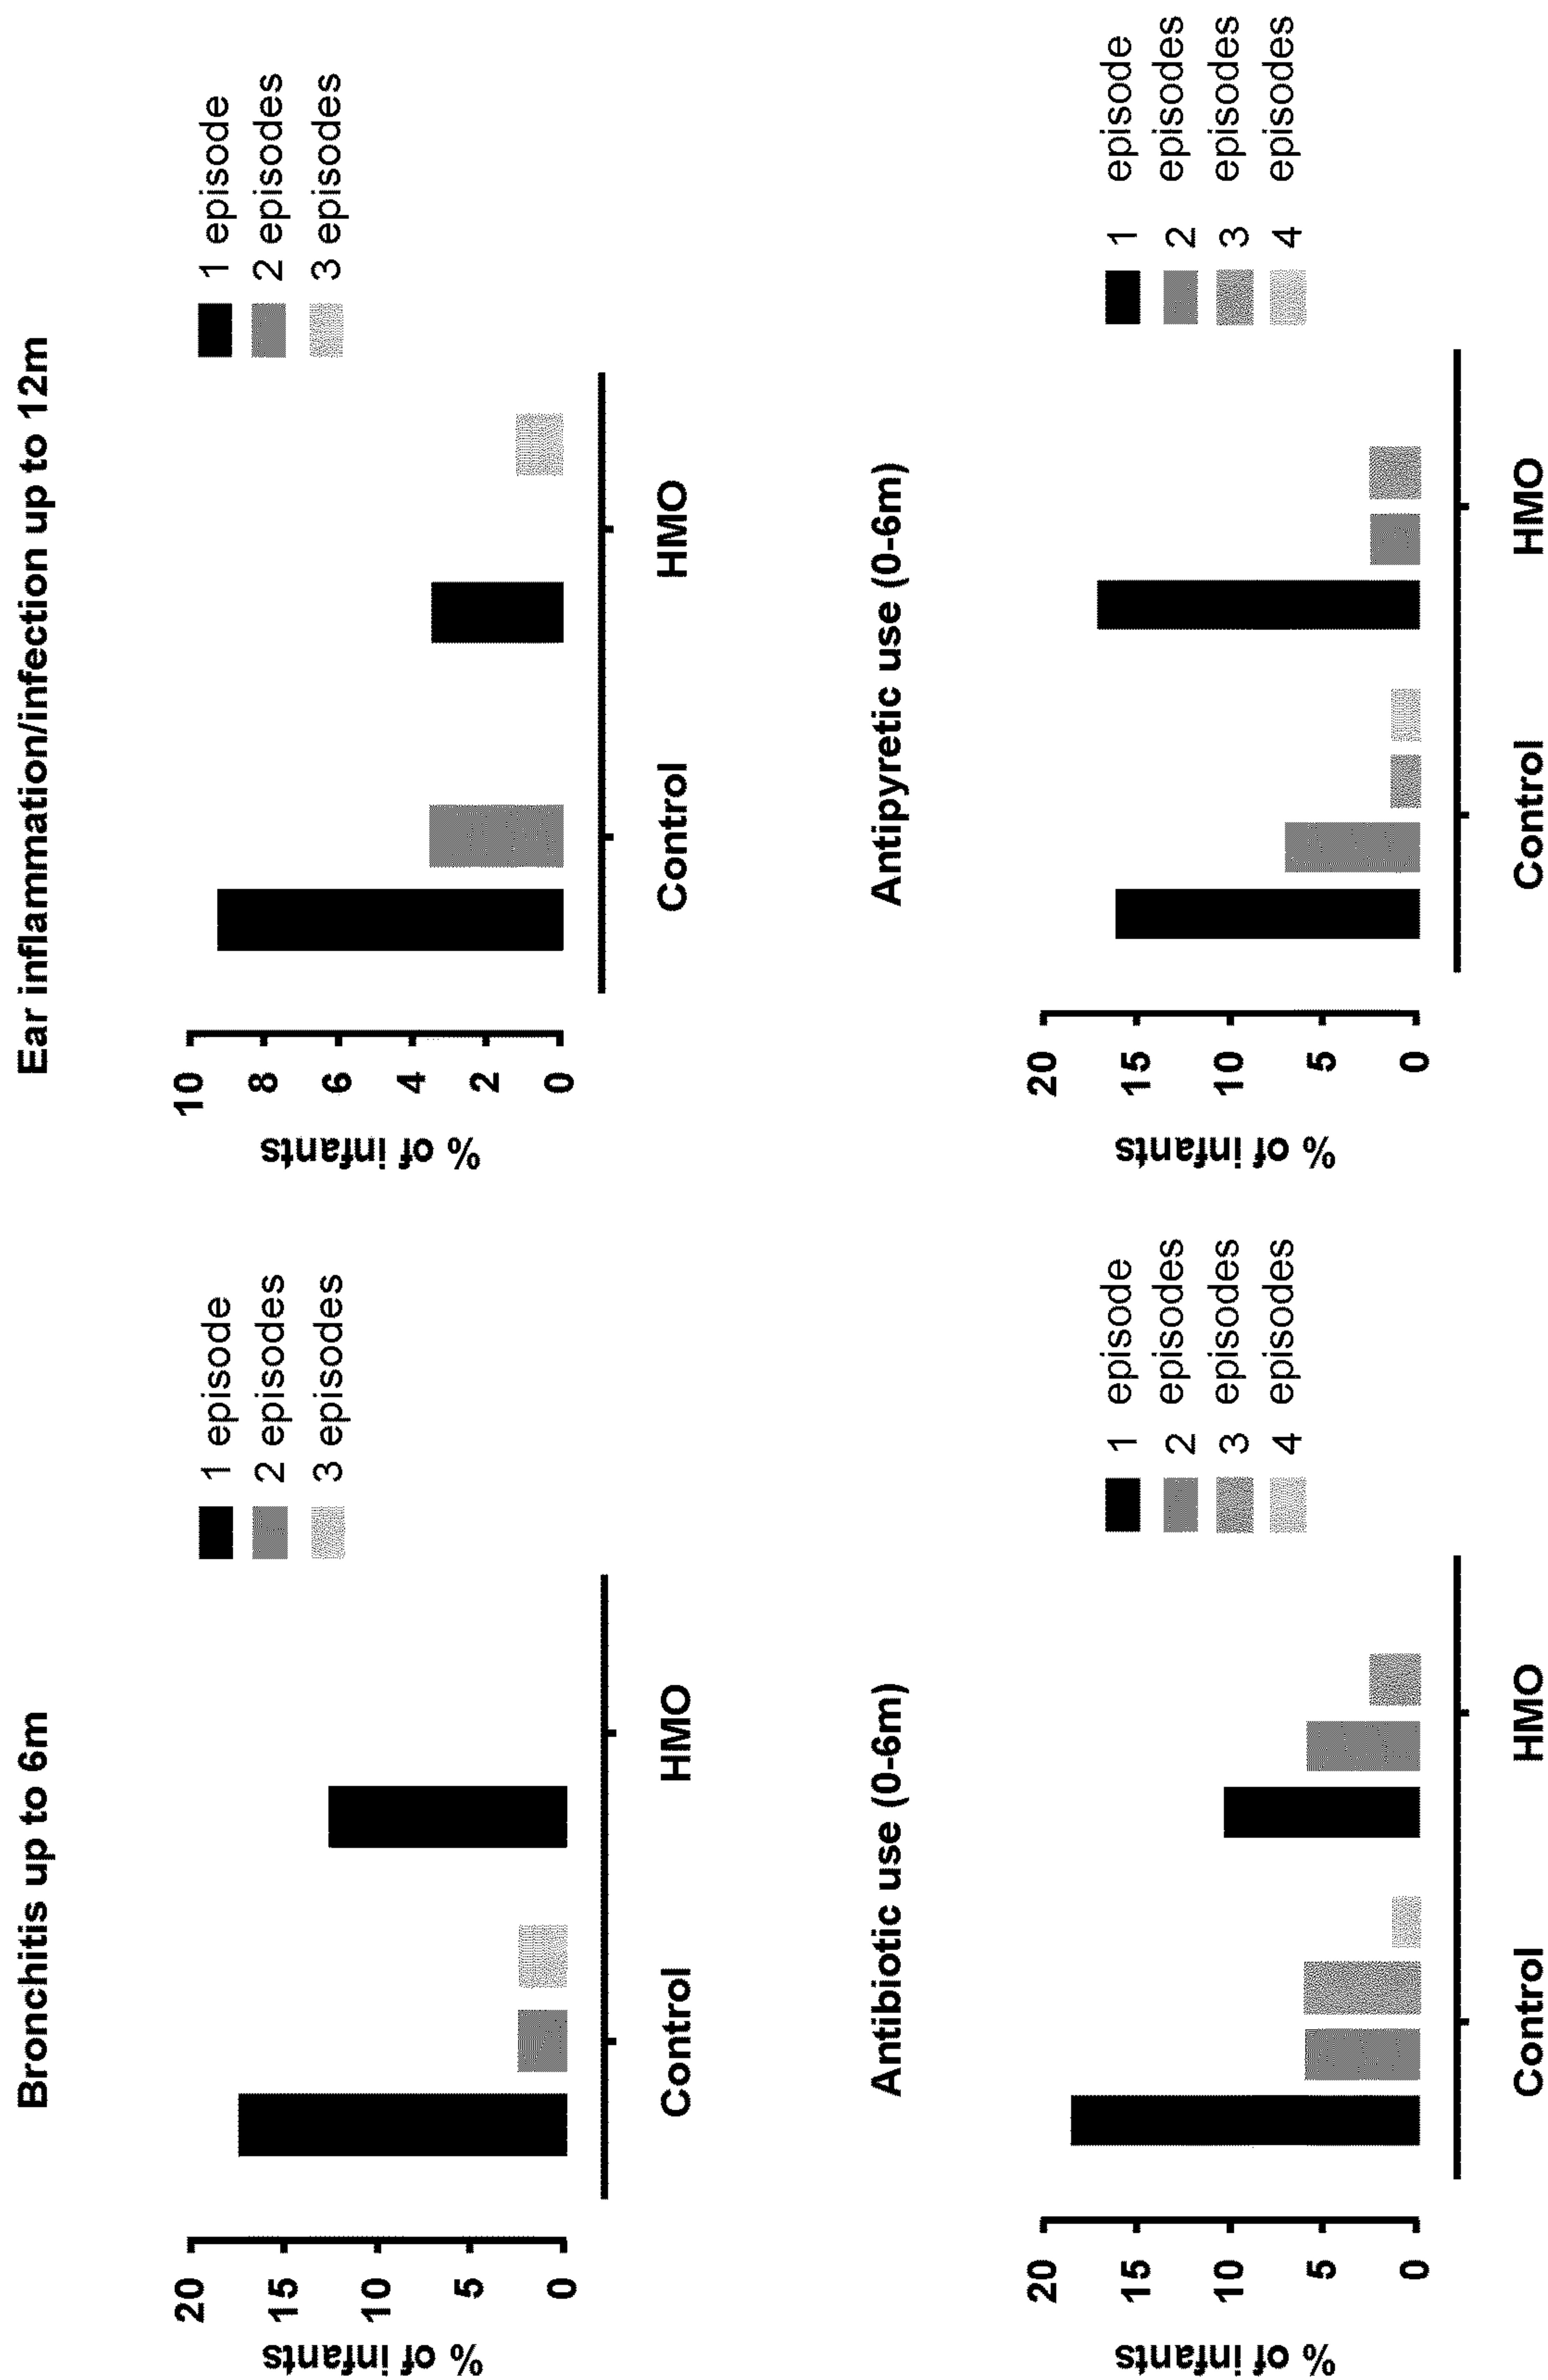 Bronchitis up to 6m
% of infants
20
15
10
5
0
Control
HMO
1 episode
2 episodes
3 episodes
Ear inflammation/infection up to 12m
% of infants
10
8
6
4
2
0
Control
HMO
1 episode
2 episodes
3 episodes
Antibiotic use (0-6m)
% of infants
20
15
10
5
0
Control
HMO
1 episode
2 episodes
3 episodes
4 episodes
Antipyretic use (0-6m)
% of infants
20
15
10
5
0
Control
HMO
1 episode
2 episodes
3 episodes
4 episodes